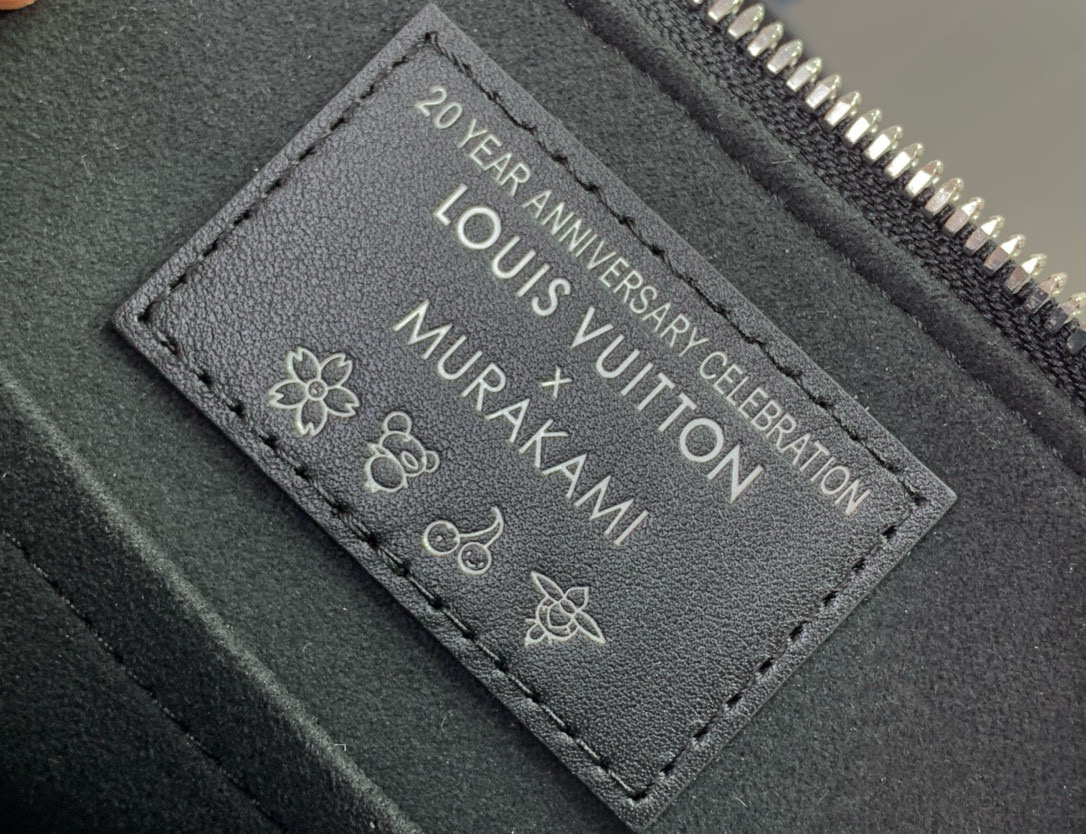 20 YEAR ANNIVERSARY CELEBRATION
LOUIS VUITTON
x
MURAKAMI